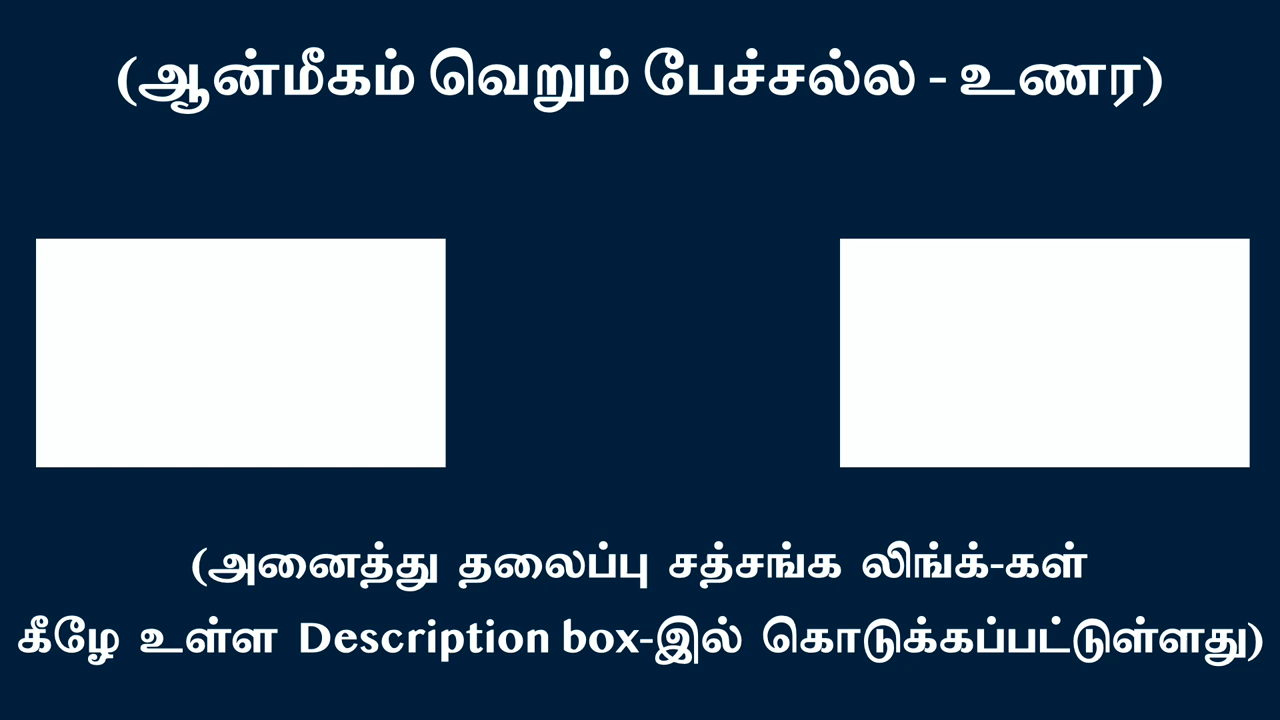 (ஆன்மீகம் வெறும் பேச்சல்ல - உணர)
(அனைத்து தலைப்பு சத்சங்க லிங்க்-கள்
கீழே உள்ள Description box-இல் கொடுக்கப்பட்டுள்ளது)